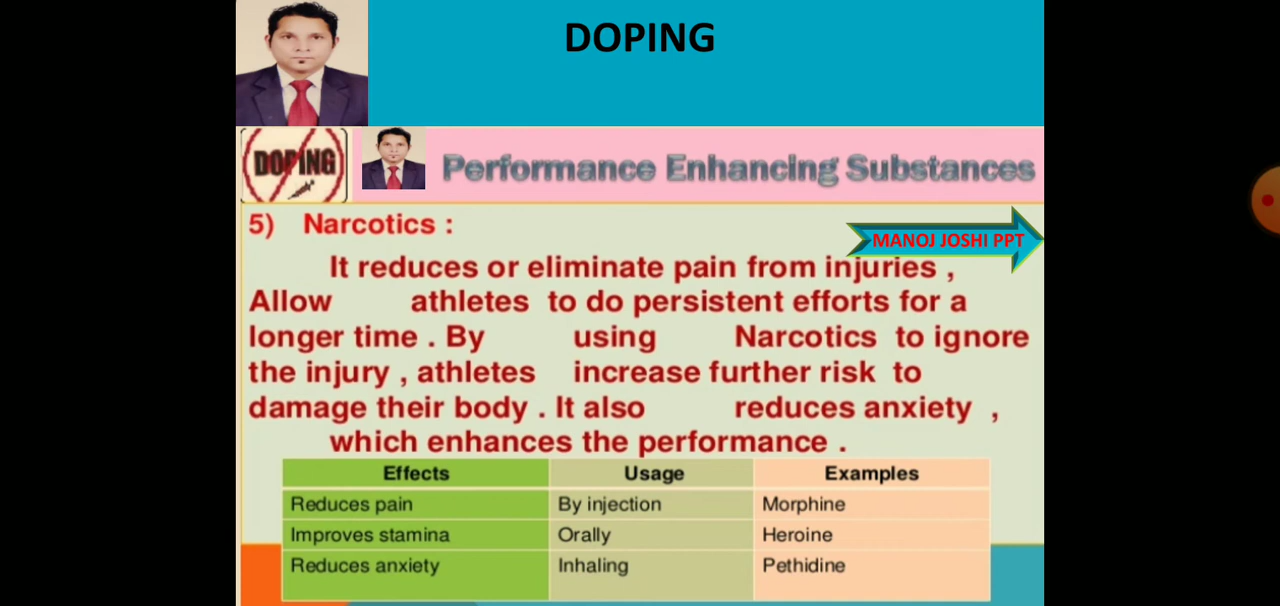 DOPING
DOPING
Performance Enhancing Substances
5) Narcotics :
MANOJ JOSHI PPT
It reduces or eliminate pain from injuries ,
Allow athletes to do persistent efforts for a
longer time . By using Narcotics to ignore
the injury , athletes increase further risk to
damage their body . It also reduces anxiety ,
which enhances the performance .
Effects Usage Examples
Reduces pain By injection Morphine
Improves stamina Orally Heroine
Reduces anxiety Inhaling Pethidine